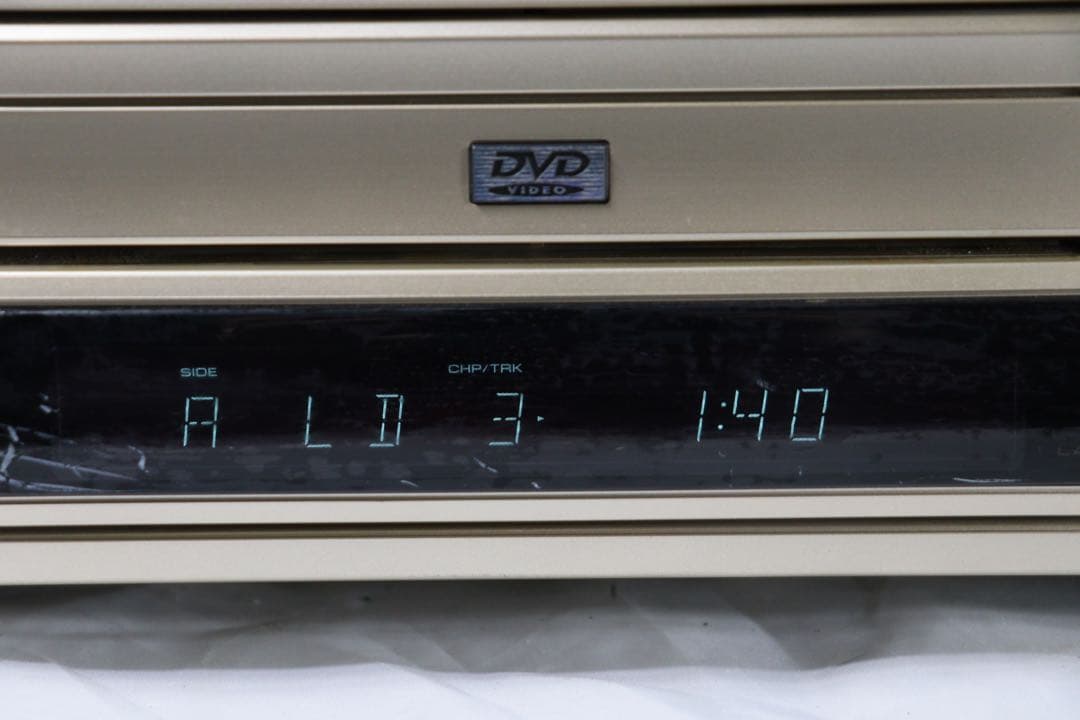 DVD
VIDEO
SIDE CHP/TRK
A LD 3 1:40